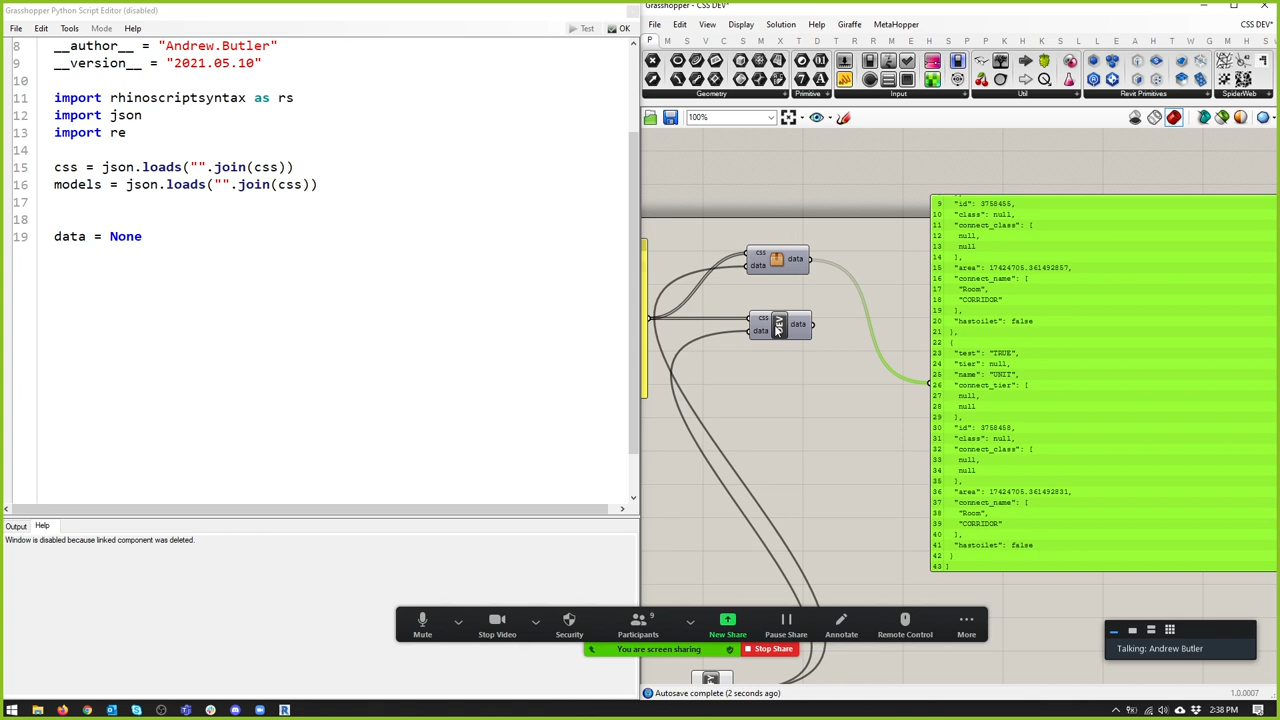 Grasshopper Python Script Editor (disabled)
File Edit Tools Mode Help
Test OK
8 __author__ = "Andrew.Butler"
9 __version__ = "2021.05.10"
10
11 import rhinoscriptsyntax as rs
12 import json
13 import re
14
15 css = json.loads("".join(css))
16 models = json.loads("".join(css))
17
18
19 data = None
Output Help
Window is disabled because linked component was deleted.
Grasshopper - CSS DEV*
File Edit View Display Solution Help Giraffe MetaHopper
CSS DEV*
P M S V C S M X D
Geometry Primitive Input Util Revit Primitives SpiderWeb
100%
css
data
data
css
data
DEV
data
9 "id": 3758455,
10 "class": null,
11 "connect_class": [
12 null,
13 null
14 ],
15 "area": 17424705.361492857,
16 "connect_name": [
17 "Room",
18 "CORRIDOR"
19 ],
20 "hastoilet": false
21 },
22 {
23 "test": "TRUE",
24 "tier": null,
25 "name": "UNIT",
26 "connect_tier": [
27 null,
28 null
29 ],
30 "id": 3758458,
31 "class": null,
32 "connect_class": [
33 null,
34 null
35 ],
36 "area": 17424705.361492831,
37 "connect_name": [
38 "Room",
39 "CORRIDOR"
40 ],
41 "hastoilet": false
42 }
43 ]
9
Mute Stop Video Security Participants New Share Pause Share Annotate Remote Control More
You are screen sharing Stop Share
Talking: Andrew Butler
Autosave complete (2 seconds ago)
1.0.0007
2:38 PM